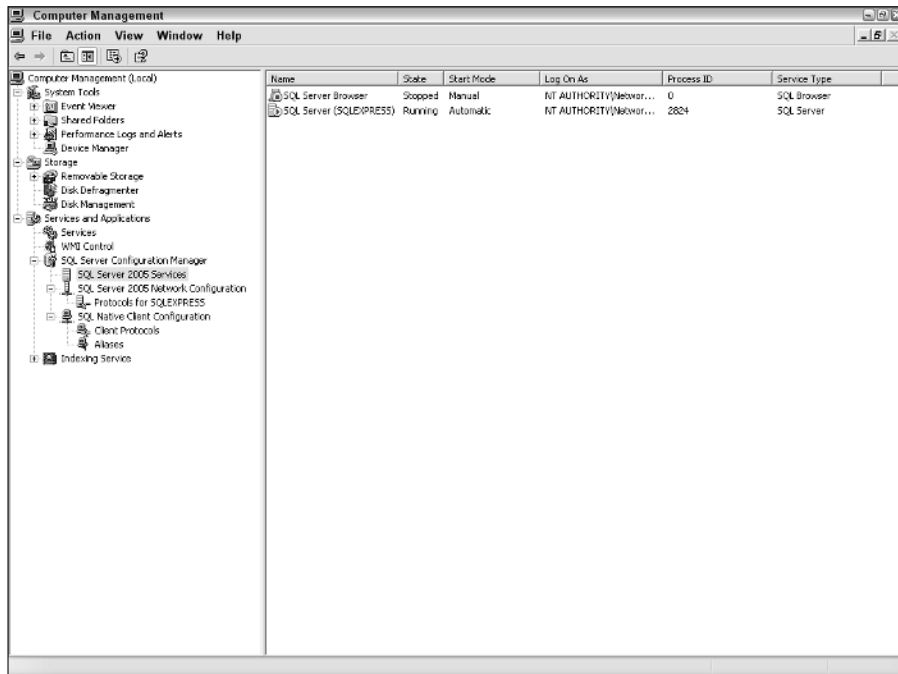 Computer Management
File Action View Window Help
Computer Management (Local)
System Tools
Event Viewer
Shared Folders
Performance Logs and Alerts
Device Manager
Storage
Removable Storage
Disk Defragmenter
Disk Management
Services and Applications
Services
WMI Control
SQL Server Configuration Manager
SQL Server 2005 Services
SQL Server 2005 Network Configuration
Protocols for SQLEXPRESS
SQL Native Client Configuration
Client Protocols
Aliases
Indexing Service
Name State Start Mode Log On As Process ID Service Type
SQL Server Browser Stopped Manual NT AUTHORITY\Networ... 0 SQL Browser
SQL Server (SQLEXPRESS) Running Automatic NT AUTHORITY\Networ... 2824 SQL Server